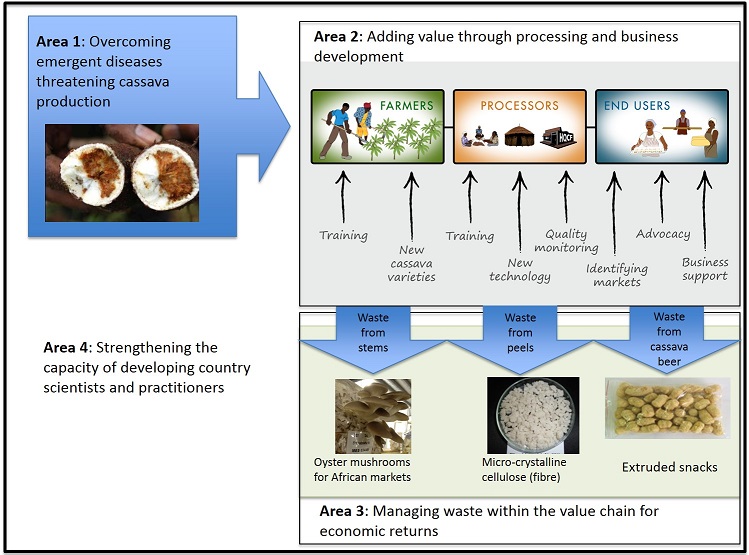 Area 1: Overcoming
emergent diseases
threatening cassava
production
Area 2: Adding value through processing and business
development
FARMERS
PROCESSORS
END USERS
HOCF
Training
New
cassava
varieties
Training
New
technology
Quality
monitoring
Identifying
markets
Advocacy
Business
support
Area 4: Strengthening the
capacity of developing country
scientists and practitioners
Waste
from
stems
Waste
from
peels
Waste
from
cassava
beer
Oyster mushrooms
for African markets
Micro-crystalline
cellulose (fibre)
Extruded snacks
Area 3: Managing waste within the value chain for
economic returns